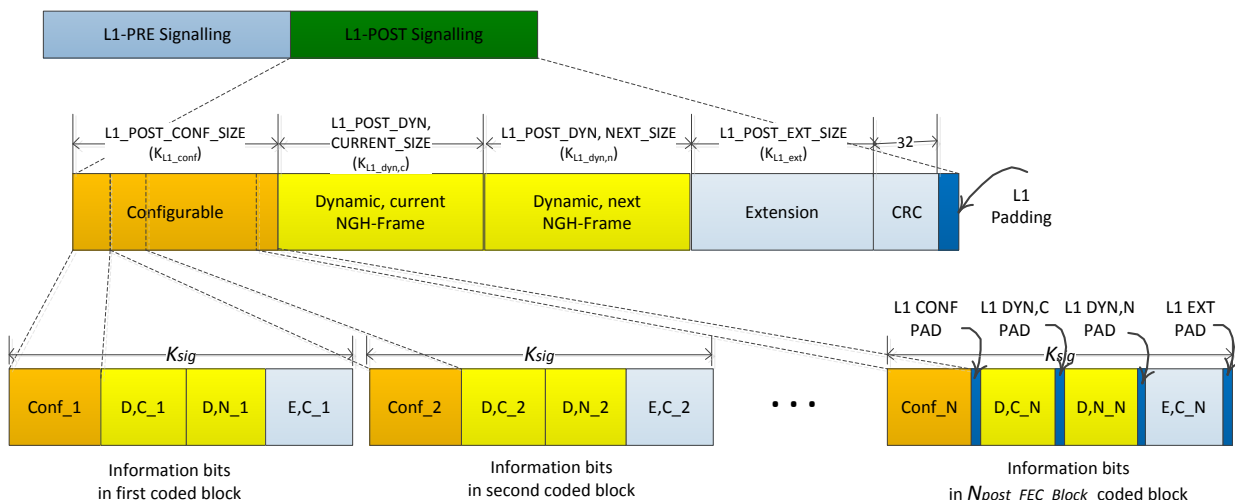 L1-PRE Signalling
L1-POST Signalling
L1_POST_CONF_SIZE
(K_L1_conf)
L1_POST_DYN,
CURRENT_SIZE
(K_L1_dyn,c)
L1_POST_DYN, NEXT_SIZE
(K_L1_dyn,n)
L1_POST_EXT_SIZE
(K_L1_ext)
32
Configurable
Dynamic, current
NGH-Frame
Dynamic, next
NGH-Frame
Extension
CRC
L1
Padding
L1 CONF
PAD
L1 DYN,C
PAD
L1 DYN,N
PAD
L1 EXT
PAD
Ksig
Ksig
Ksig
Conf_1
D,C_1
D,N_1
E,C_1
Conf_2
D,C_2
D,N_2
E,C_2
...
Conf_N
D,C_N
D,N_N
E,C_N
Information bits
in first coded block
Information bits
in second coded block
Information bits
in Npost_FEC_Block coded block